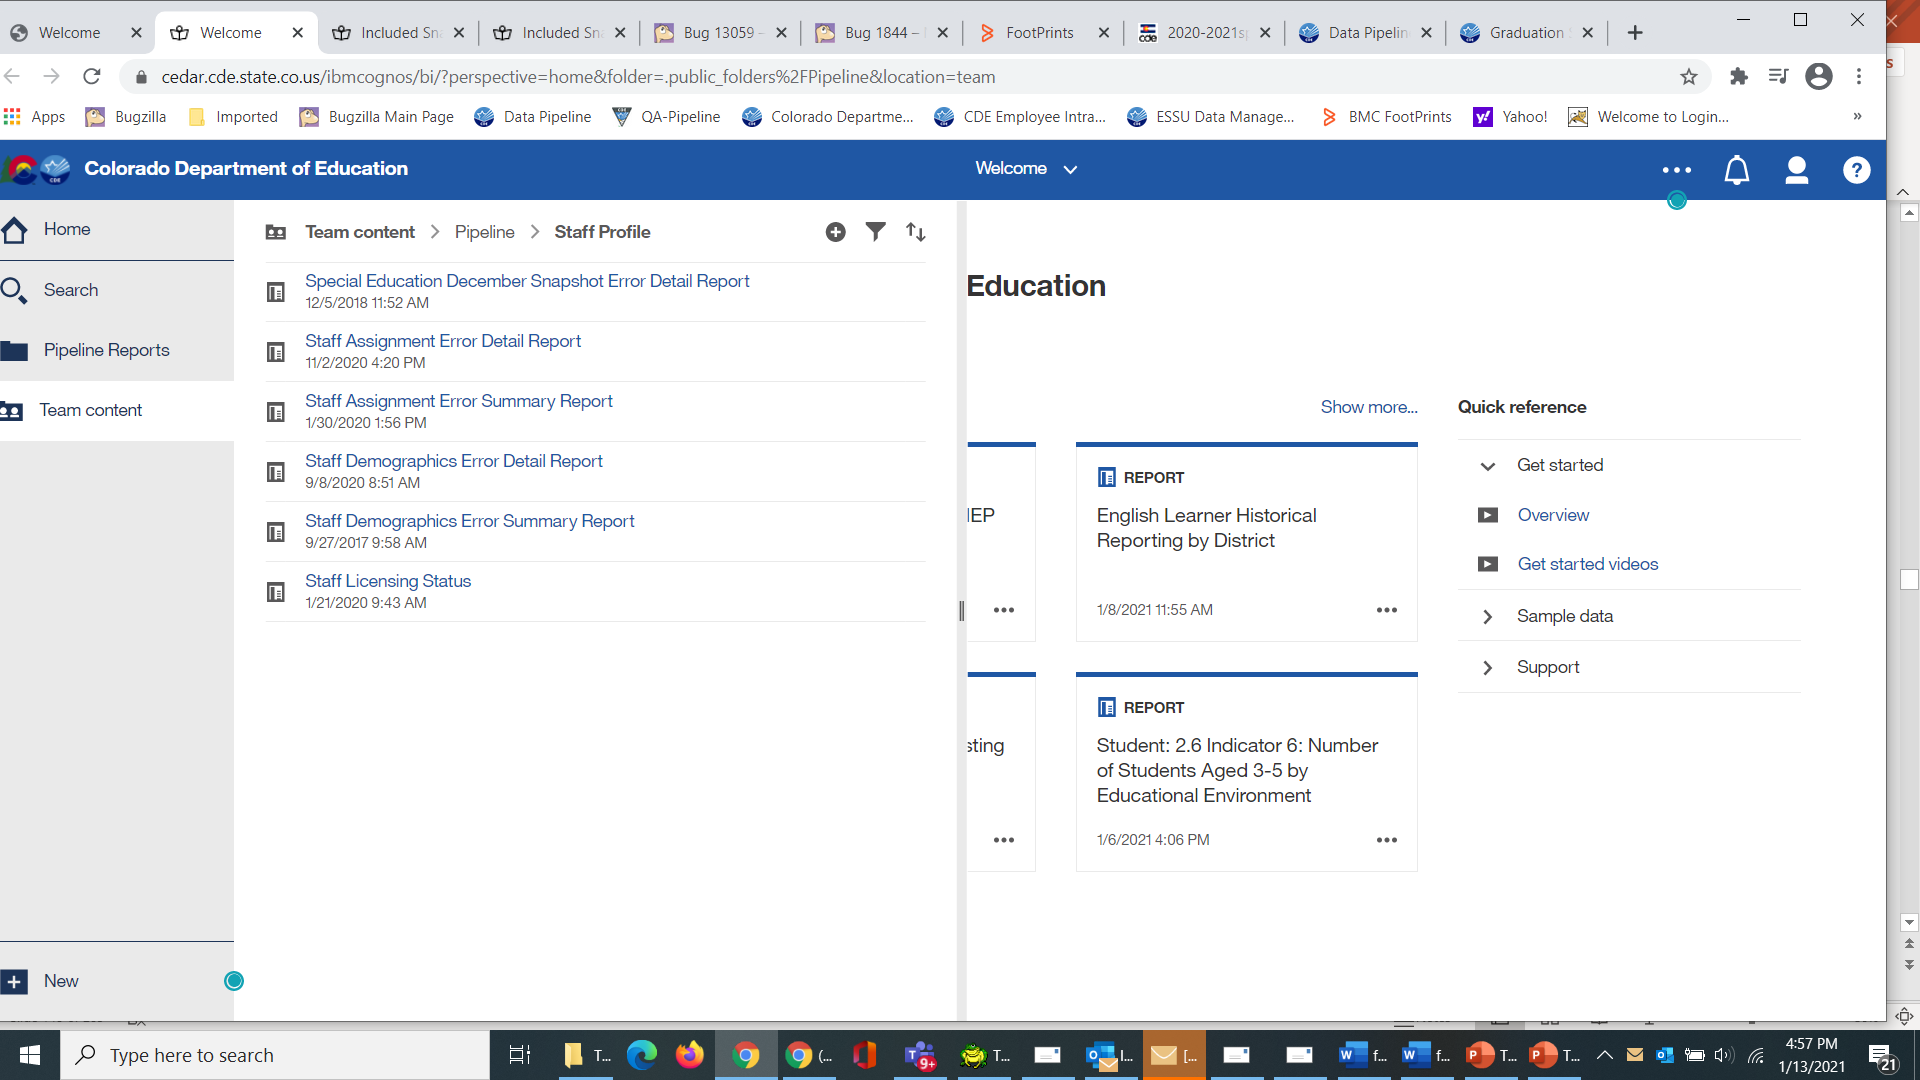 Welcome
Welcome
Included Sn
Included Sn
Bug 13059 –
Bug 1844 –
FootPrints
2020-2021s
Data Pipelin
Graduation
cedar.cde.state.co.us/ibmcognos/bi/?perspective=home&folder=.public_folders%2FPipeline&location=team
Apps
Bugzilla
Imported
Bugzilla Main Page
Data Pipeline
QA-Pipeline
Colorado Departme...
CDE Employee Intra...
ESSU Data Manage...
BMC FootPrints
Yahoo!
Welcome to Login...
»
Colorado Department of Education
Welcome
Home
Search
Pipeline Reports
Team content
New
Team content > Pipeline > Staff Profile
Special Education December Snapshot Error Detail Report
12/5/2018 11:52 AM
Staff Assignment Error Detail Report
11/2/2020 4:20 PM
Staff Assignment Error Summary Report
1/30/2020 1:56 PM
Staff Demographics Error Detail Report
9/8/2020 8:51 AM
Staff Demographics Error Summary Report
9/27/2017 9:58 AM
Staff Licensing Status
1/21/2020 9:43 AM
Education
Show more...
IEP
REPORT
English Learner Historical
Reporting by District
1/8/2021 11:55 AM
sting
REPORT
Student: 2.6 Indicator 6: Number
of Students Aged 3-5 by
Educational Environment
1/6/2021 4:06 PM
Quick reference
Get started
Overview
Get started videos
Sample data
Support
Type here to search
T...
(...
9+
T...
I...
[...
f...
f...
T...
T...
4:57 PM
1/13/2021
21